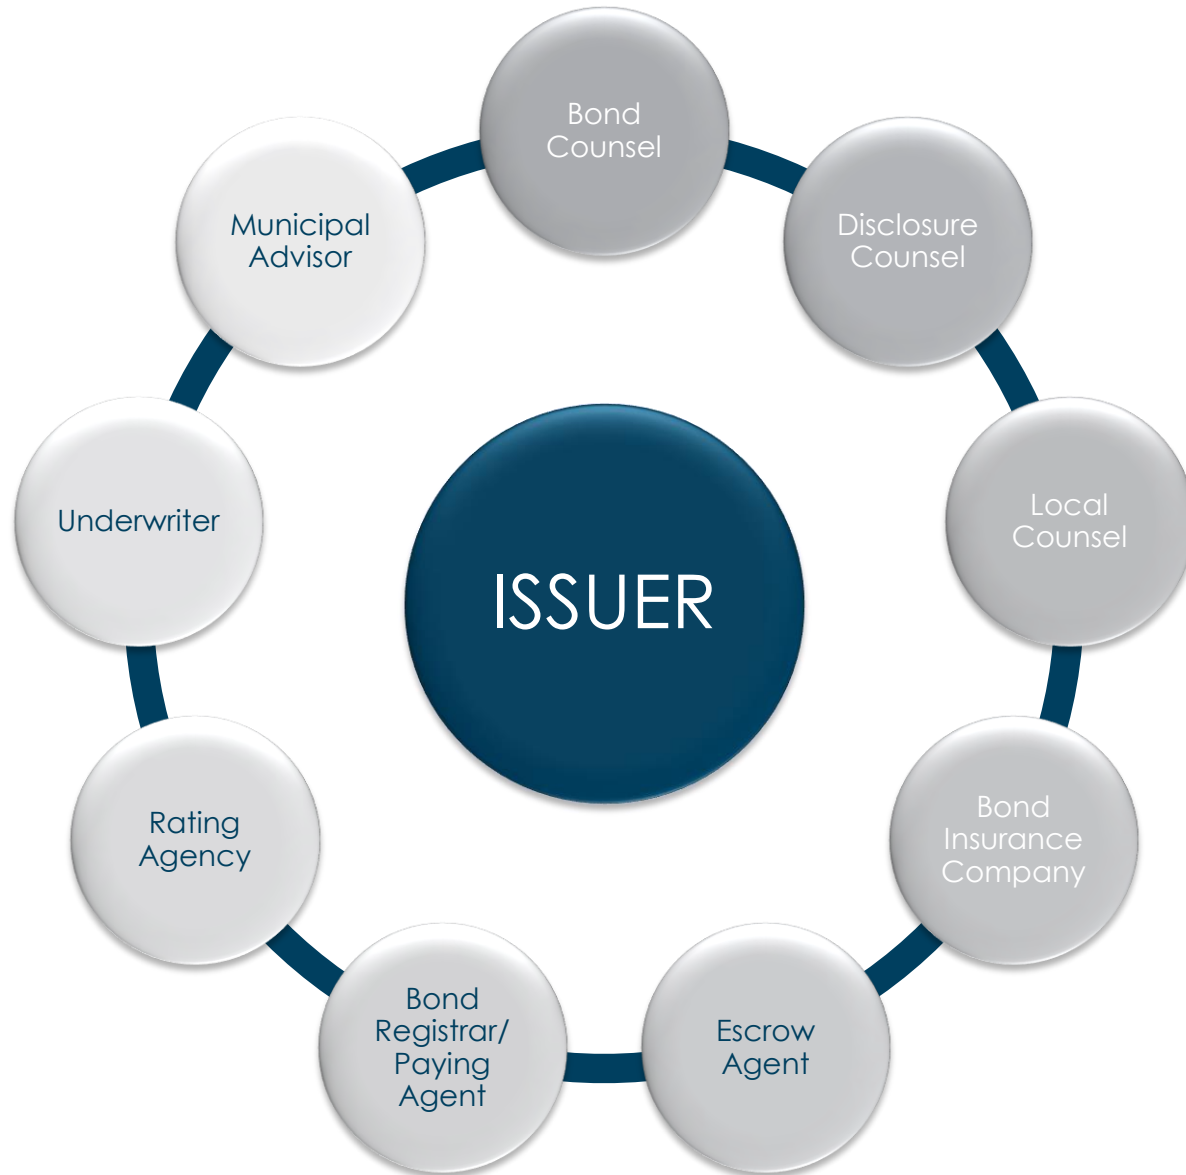 Bond
Counsel
Disclosure
Counsel
Local
Counsel
Bond
Insurance
Company
Escrow
Agent
Bond
Registrar/
Paying
Agent
Rating
Agency
Underwriter
Municipal
Advisor
ISSUER